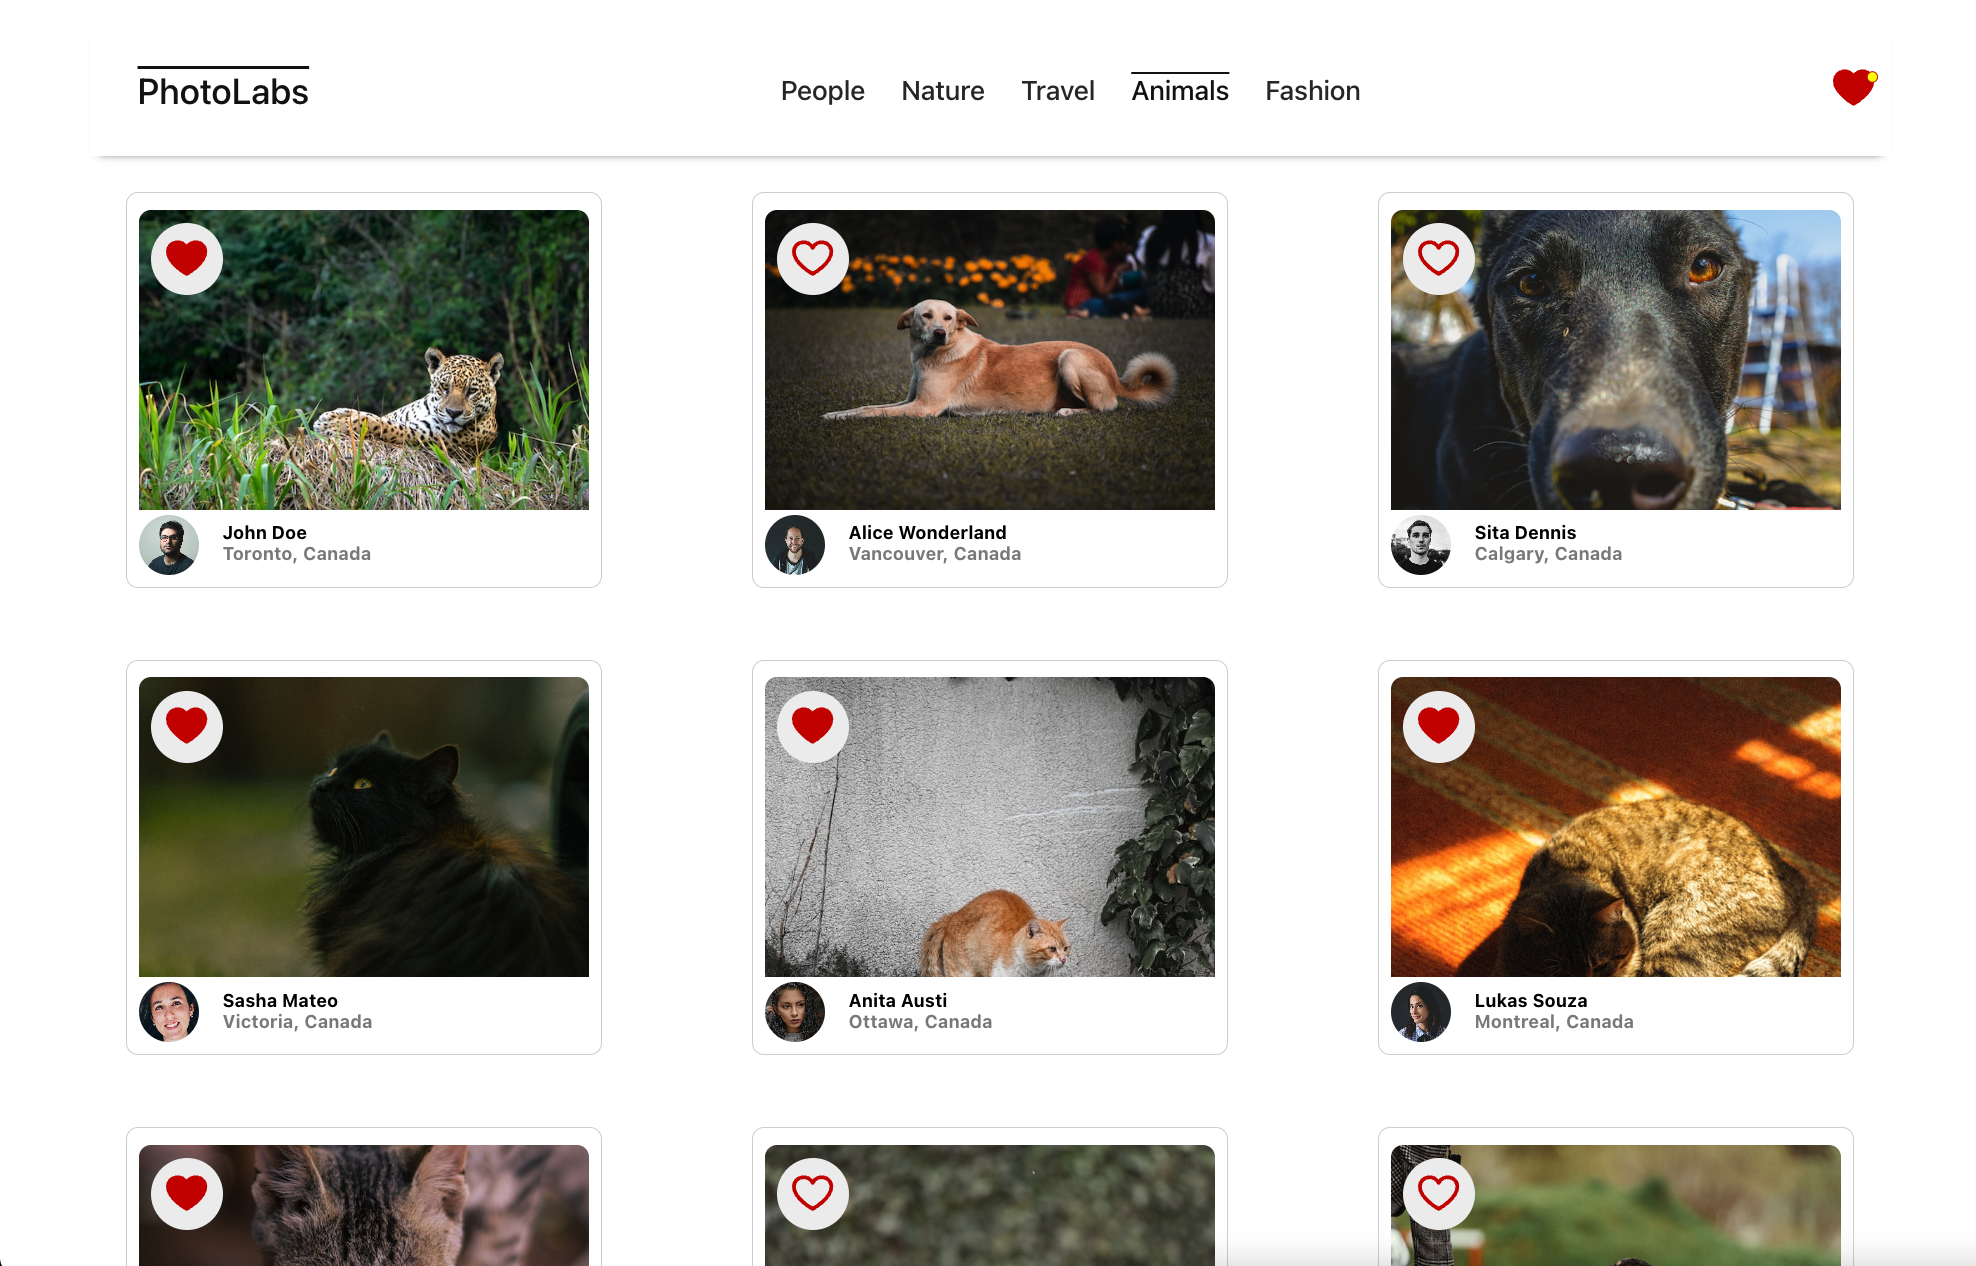 PhotoLabs
People Nature Travel Animals Fashion
John Doe
Toronto, Canada
Alice Wonderland
Vancouver, Canada
Sita Dennis
Calgary, Canada
Sasha Mateo
Victoria, Canada
Anita Austi
Ottawa, Canada
Lukas Souza
Montreal, Canada